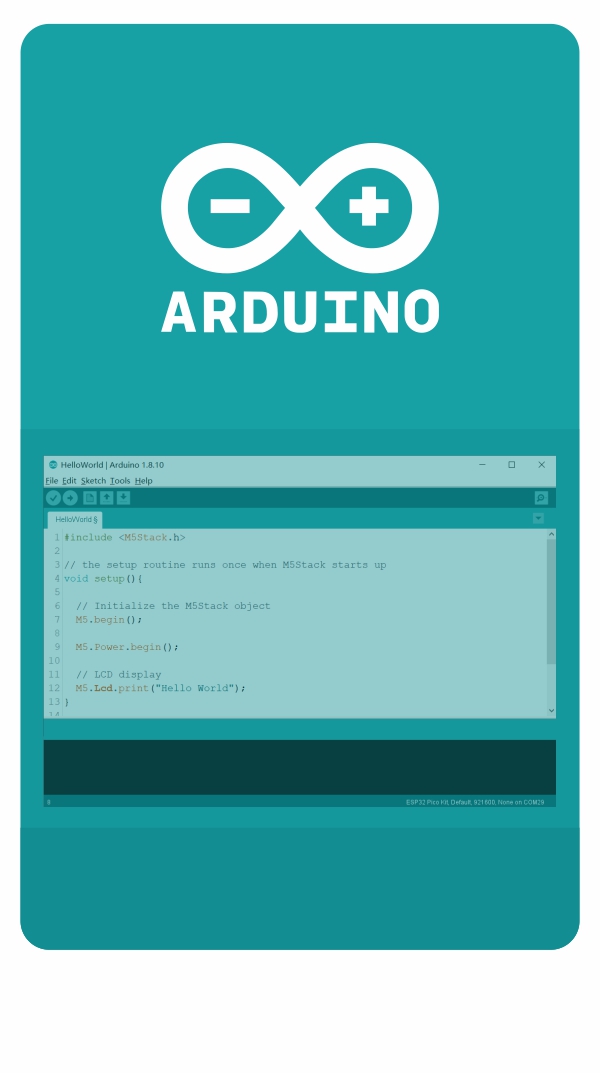 ARDUINO
HelloWorld | Arduino 1.8.10
File Edit Sketch Tools Help
HelloWorld §
1 #include <M5Stack.h>
2
3 // the setup routine runs once when M5Stack starts up
4 void setup(){
5
6 // Initialize the M5Stack object
7 M5.begin();
8
9 M5.Power.begin();
10
11 // LCD display
12 M5.Lcd.print("Hello World");
13 }
14
8 ESP32 Pico Kit, Default, 921600, None on COM29